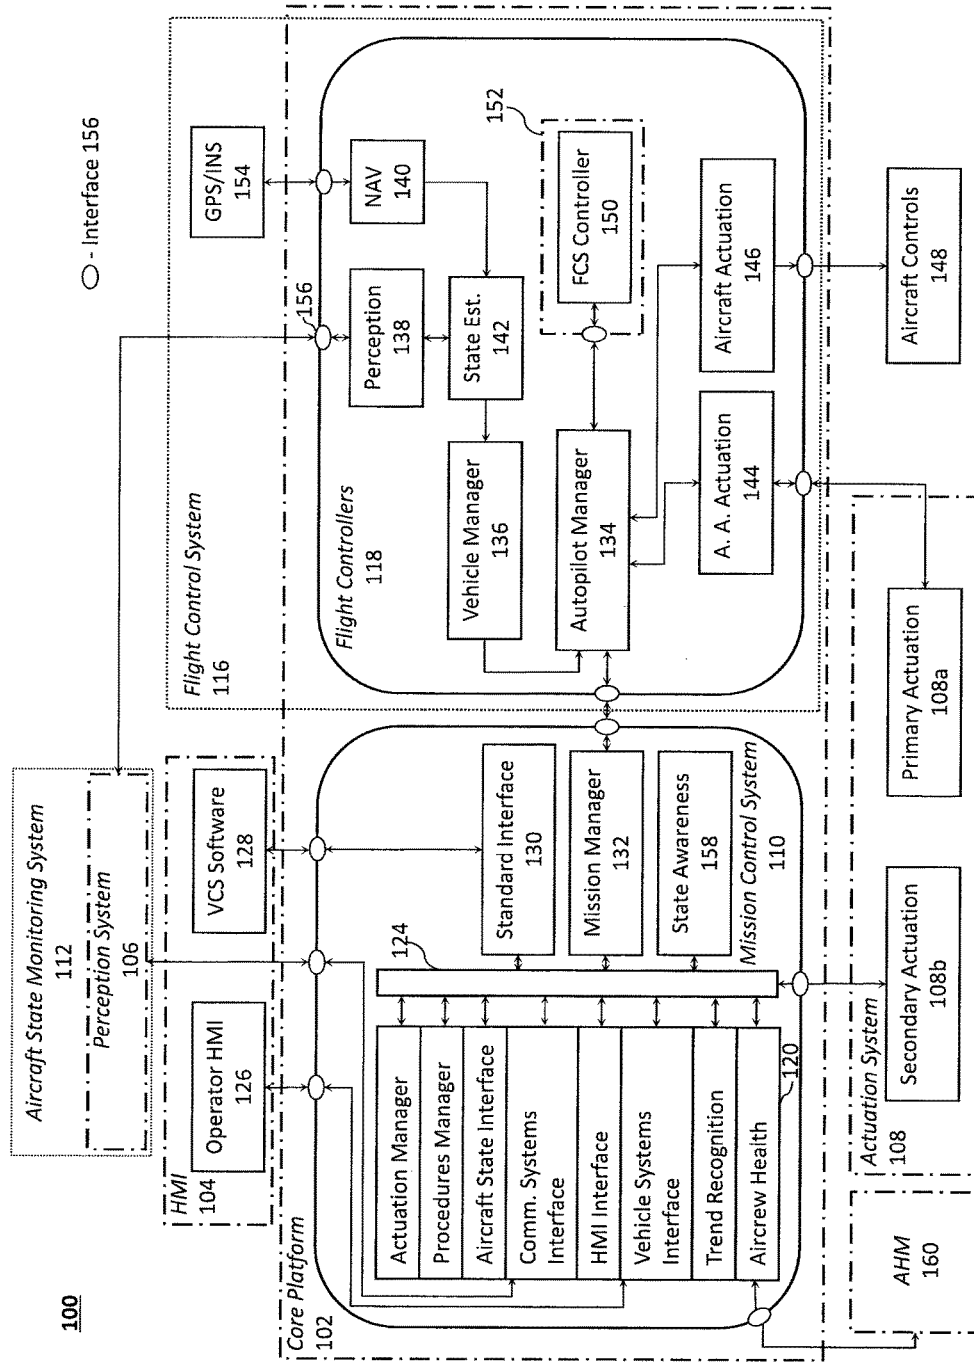 100
Aircraft State Monitoring System
112
Perception System
106
HMI
104
Operator HMI
126
VCS Software
128
Core Platform
102
Actuation Manager
Procedures Manager
Aircraft State Interface
Comm. Systems
Interface
HMI Interface
Vehicle Systems
Interface
Trend Recognition
Aircrew Health
120
124
Standard Interface
130
Mission Manager
132
State Awareness
158
Mission Control System
110
AHM
160
Actuation System
108
Secondary Actuation
108b
Primary Actuation
108a
Flight Control System
116
Flight Controllers
118
- Interface 156
GPS/INS
154
156
Perception
138
NAV
140
State Est.
142
Vehicle Manager
136
Autopilot Manager
134
152
FCS Controller
150
A. A. Actuation
144
Aircraft Actuation
146
Aircraft Controls
148